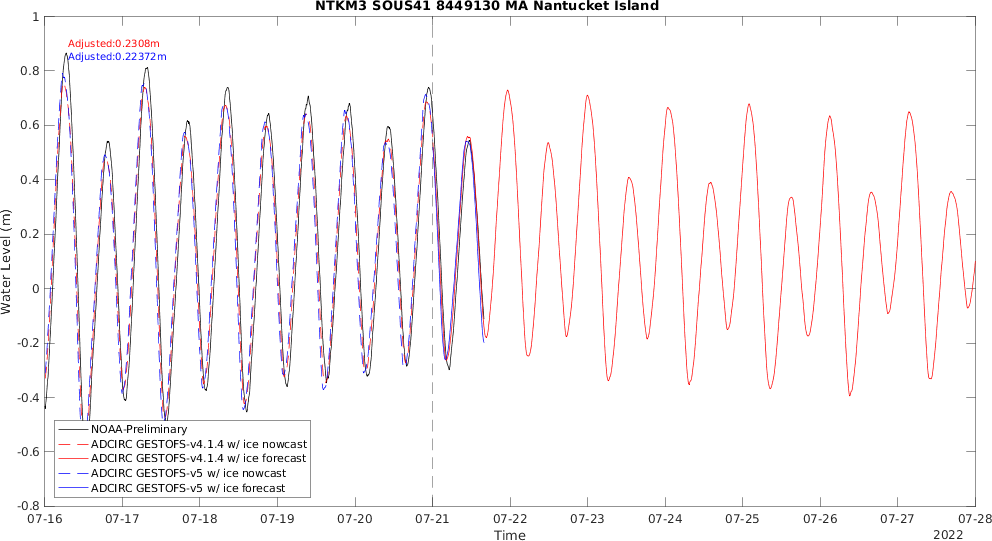 NTKM3 SOUS41 8449130 MA Nantucket Island
Adjusted:0.2308m
Adjusted:0.22372m
Water Level (m)
1
0.8
0.6
0.4
0.2
0
-0.2
-0.4
-0.6
-0.8
NOAA-Preliminary
ADCIRC GESTOFS-v4.1.4 w/ ice nowcast
ADCIRC GESTOFS-v4.1.4 w/ ice forecast
ADCIRC GESTOFS-v5 w/ ice nowcast
ADCIRC GESTOFS-v5 w/ ice forecast
07-16 07-17 07-18 07-19 07-20 07-21 07-22 07-23 07-24 07-25 07-26 07-27 07-28
Time
2022